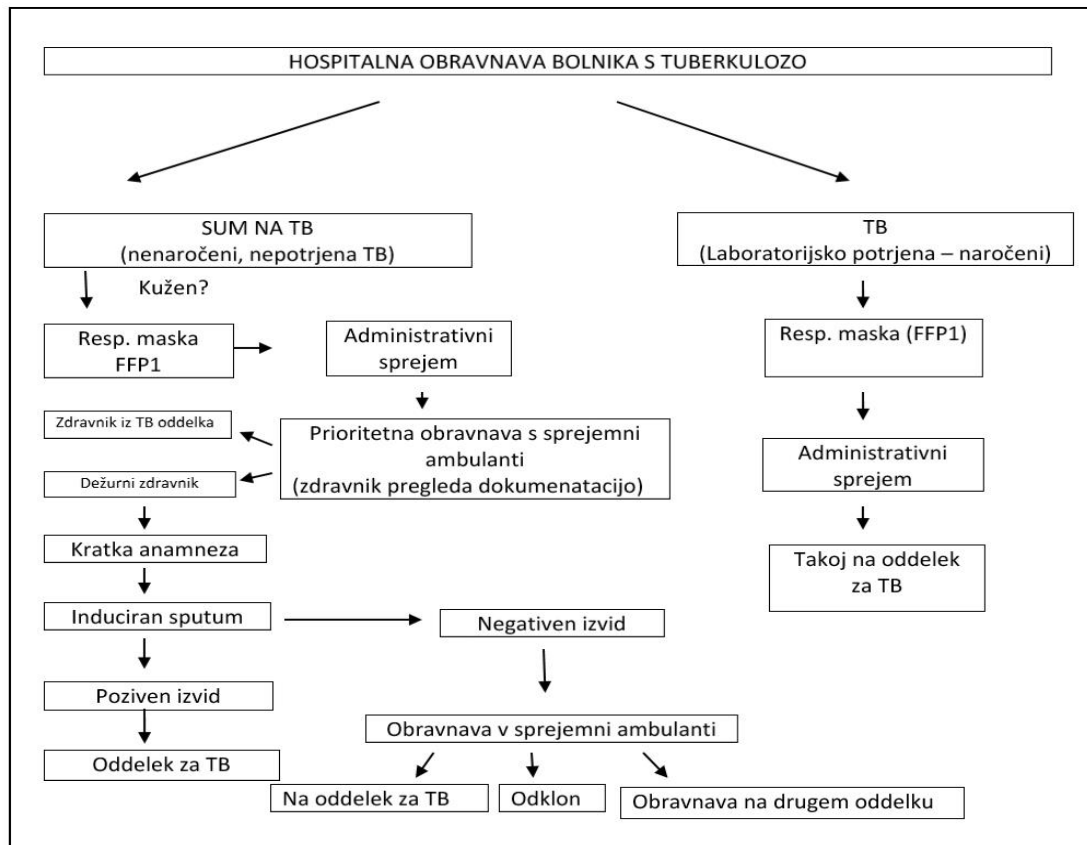 HOSPITALNA OBRAVNAVA BOLNIKA S TUBERKULOZO
SUM NA TB
(nenaročeni, nepotrjena TB)
Kužen?
Resp. maska
FFP1
Administrativni
sprejem
Zdravnik iz TB oddelka
Dežurni zdravnik
Prioritetna obravnava s sprejemni
ambulanti
(zdravnik pregleda dokumenatacijo)
Kratka anamneza
Induciran sputum
Negativen izvid
Poziven izvid
Oddelek za TB
Obravnava v sprejemni ambulanti
Na oddelek za TB
Odklon
Obravnava na drugem oddelku
TB
(Laboratorijsko potrjena – naročeni)
Resp. maska (FFP1)
Administrativni
sprejem
Takoj na oddelek
za TB